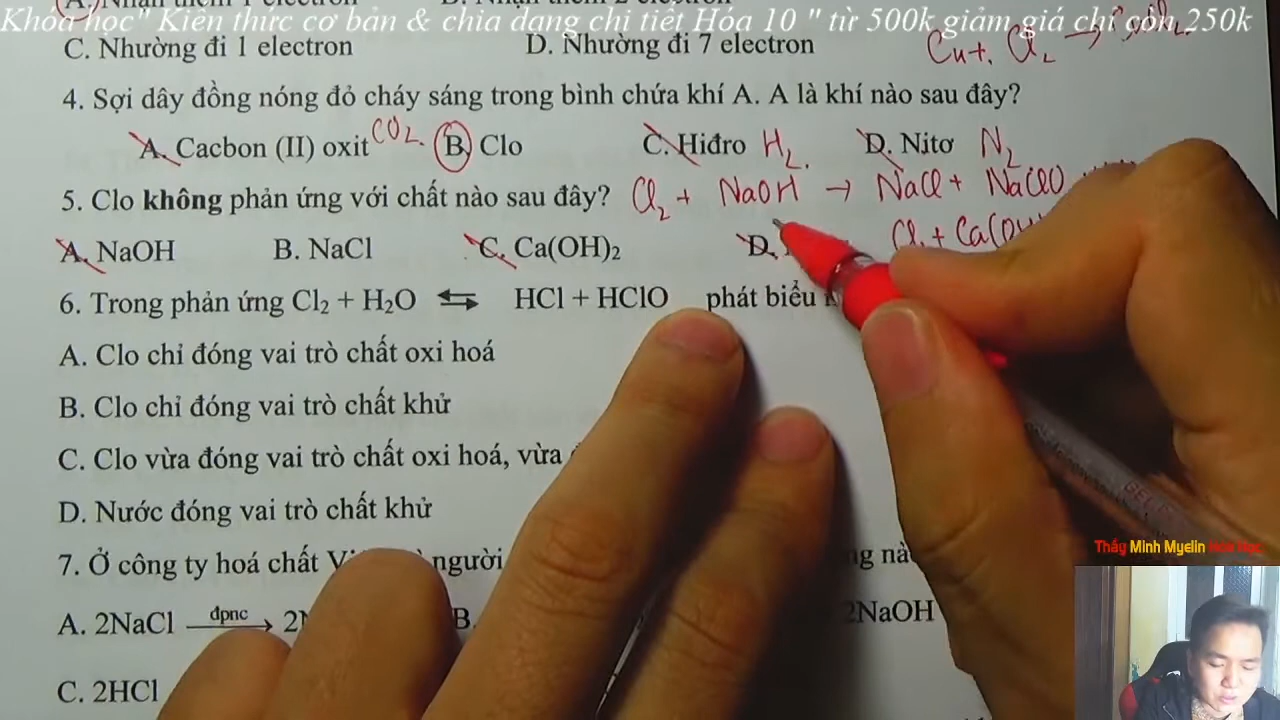 Khóa học" Kiến thức cơ bản & chia dạng chi tiết Hóa 10 " từ 500k giảm giá chỉ còn 250k
C. Nhường đi 1 electron D. Nhường đi 7 electron
Cu + Cl2 →
4. Sợi dây đồng nóng đỏ cháy sáng trong bình chứa khí A. A là khí nào sau đây?
A. Cacbon (II) oxit CO2. B. Clo C. Hiđro H2. D. Nitơ N2
5. Clo không phản ứng với chất nào sau đây? Cl2 + NaOH → NaCl + NaClO
Cl2 + Ca(OH
A. NaOH B. NaCl C. Ca(OH)2 D.
6. Trong phản ứng Cl2 + H2O ⇆ HCl + HClO phát biểu
A. Clo chỉ đóng vai trò chất oxi hoá
B. Clo chỉ đóng vai trò chất khử
C. Clo vừa đóng vai trò chất oxi hoá, vừa
D. Nước đóng vai trò chất khử
7. Ở công ty hoá chất người
A. 2NaCl đpnc → B. 2NaOH
C. 2HCl
Thầy Minh Myelin Hoá Học